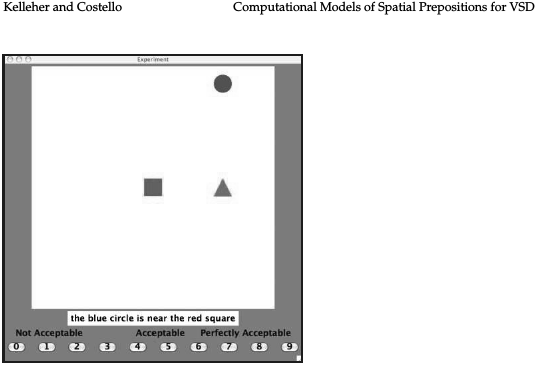 Kelleher and Costello Computational Models of Spatial Prepositions for VSD
Experiment
the blue circle is near the red square
Not Acceptable Acceptable Perfectly Acceptable
0 1 2 3 4 5 6 7 8 9